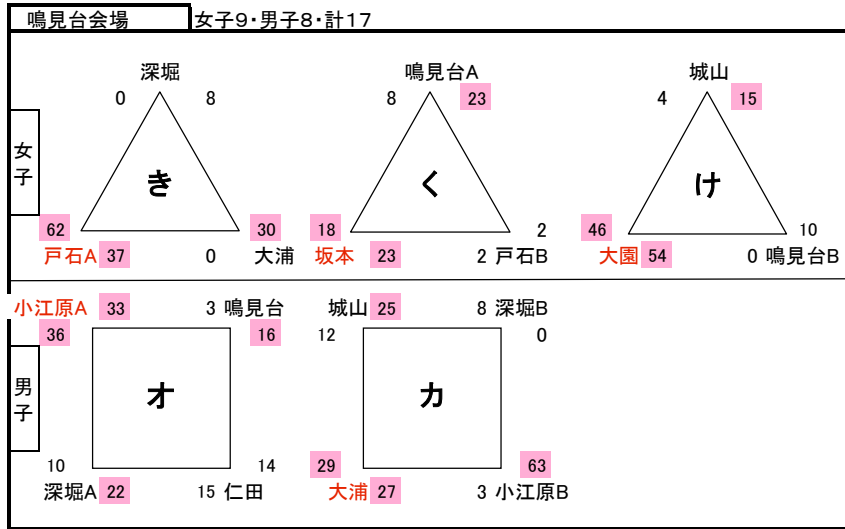 鳴見台会場 女子9・男子8・計17
深堀 鳴見台A 城山
0 8 8 23 4 15
女子
き く け
62 30 18 2 46 10
戸石A 37 0 大浦 坂本 23 2 戸石B 大園 54 0 鳴見台B
小江原A 33 3 鳴見台 城山 25 8 深堀B
36 16 12 0
男子
オ カ
10 14 29 63
深堀A 22 15 仁田 大浦 27 3 小江原B